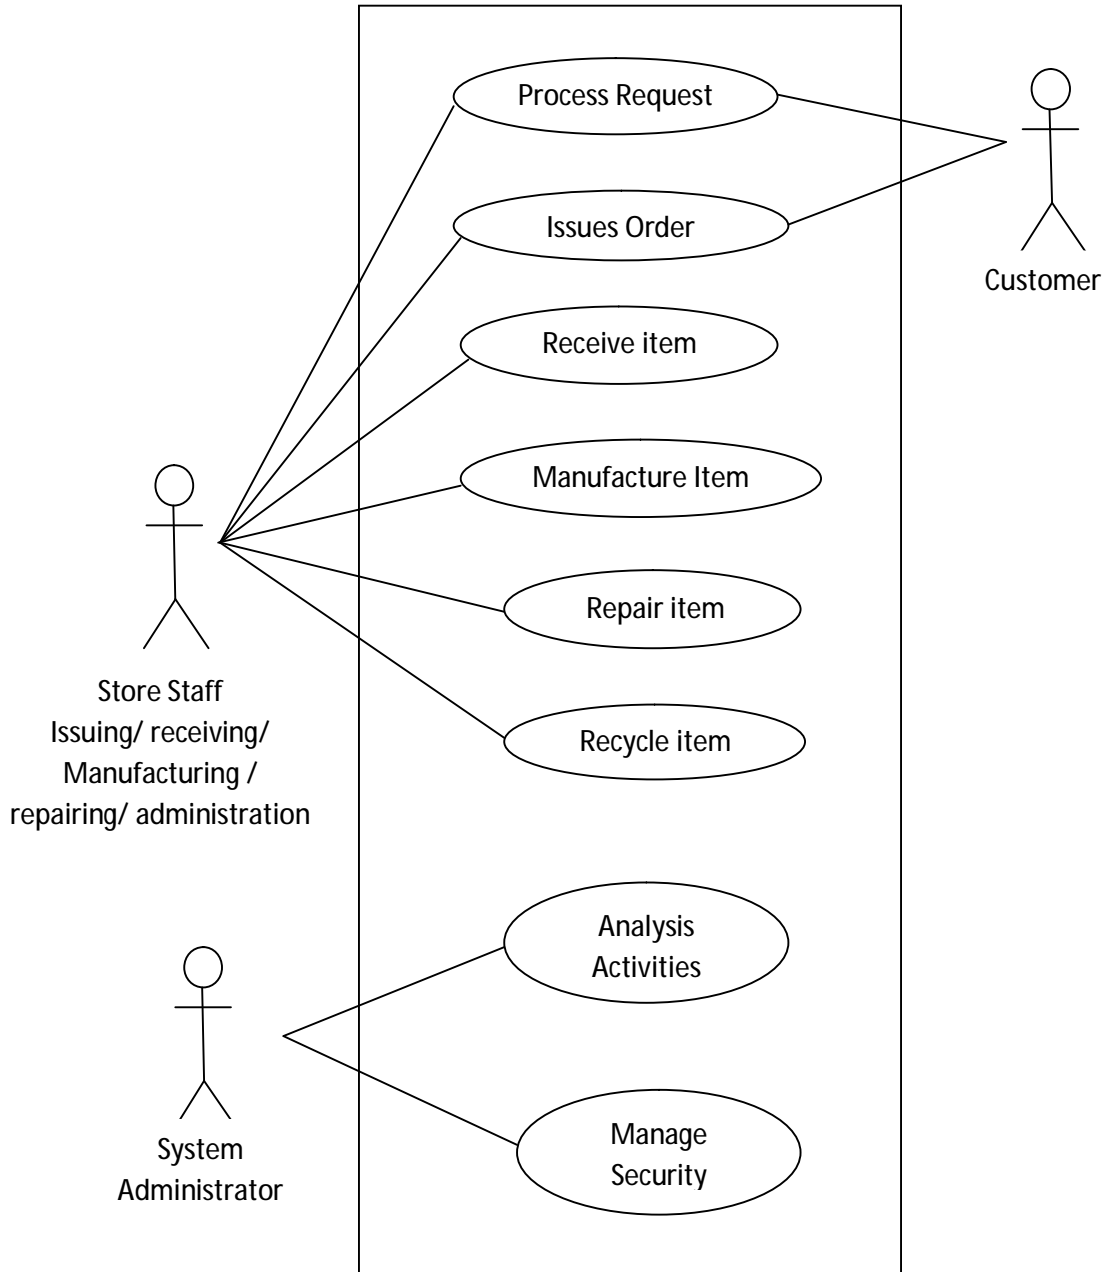 Process Request
Issues Order
Customer
Receive item
Manufacture Item
Repair item
Store Staff
Issuing/ receiving/
Manufacturing /
repairing/ administration
Recycle item
Analysis
Activities
System
Administrator
Manage
Security